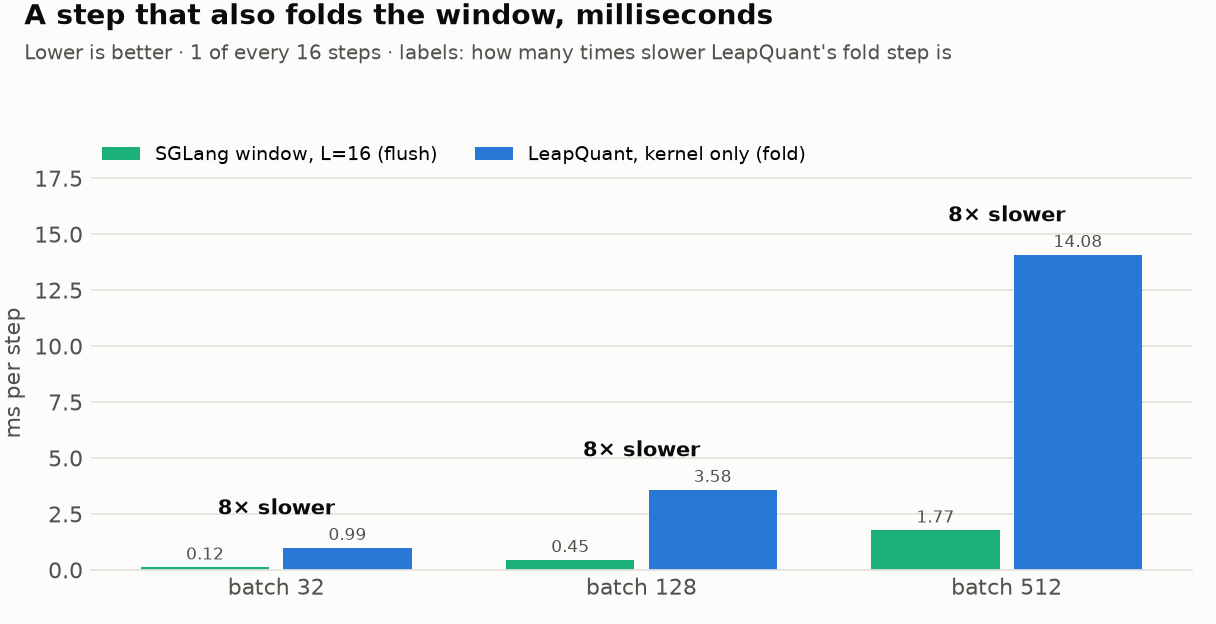 A step that also folds the window, milliseconds
Lower is better · 1 of every 16 steps · labels: how many times slower LeapQuant's fold step is
SGLang window, L=16 (flush)
LeapQuant, kernel only (fold)
ms per step
17.5
15.0
12.5
10.0
7.5
5.0
2.5
0.0
8× slower
0.12
0.99
8× slower
0.45
3.58
8× slower
1.77
14.08
batch 32
batch 128
batch 512